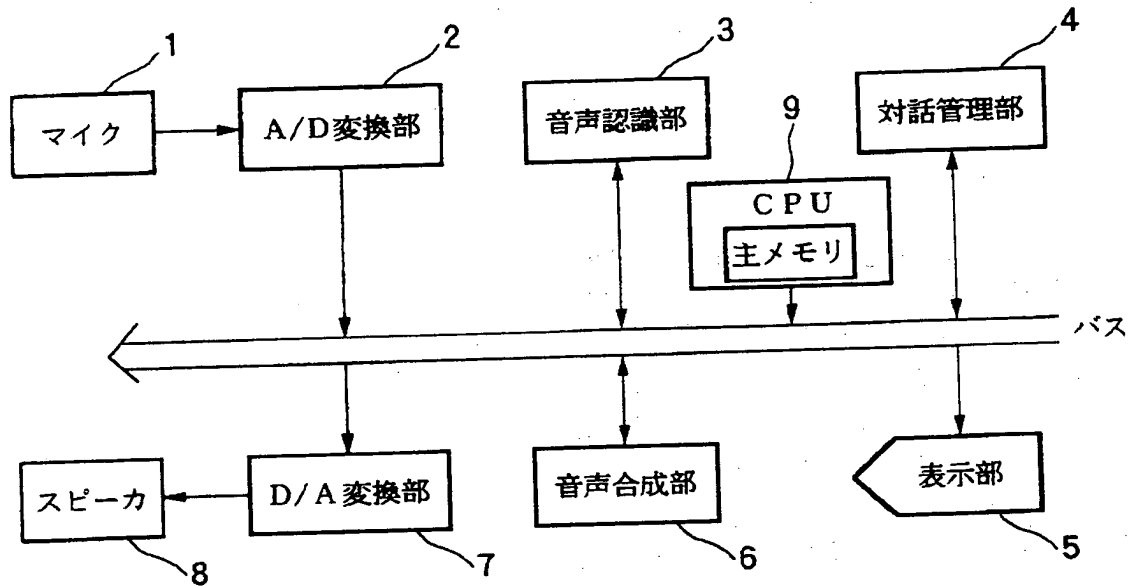 1
2
3
4
マイク
A/D変換部
音声認識部
対話管理部
9
CPU
主メモリ
バス
スピーカ
D/A変換部
音声合成部
表示部
8
7
6
5